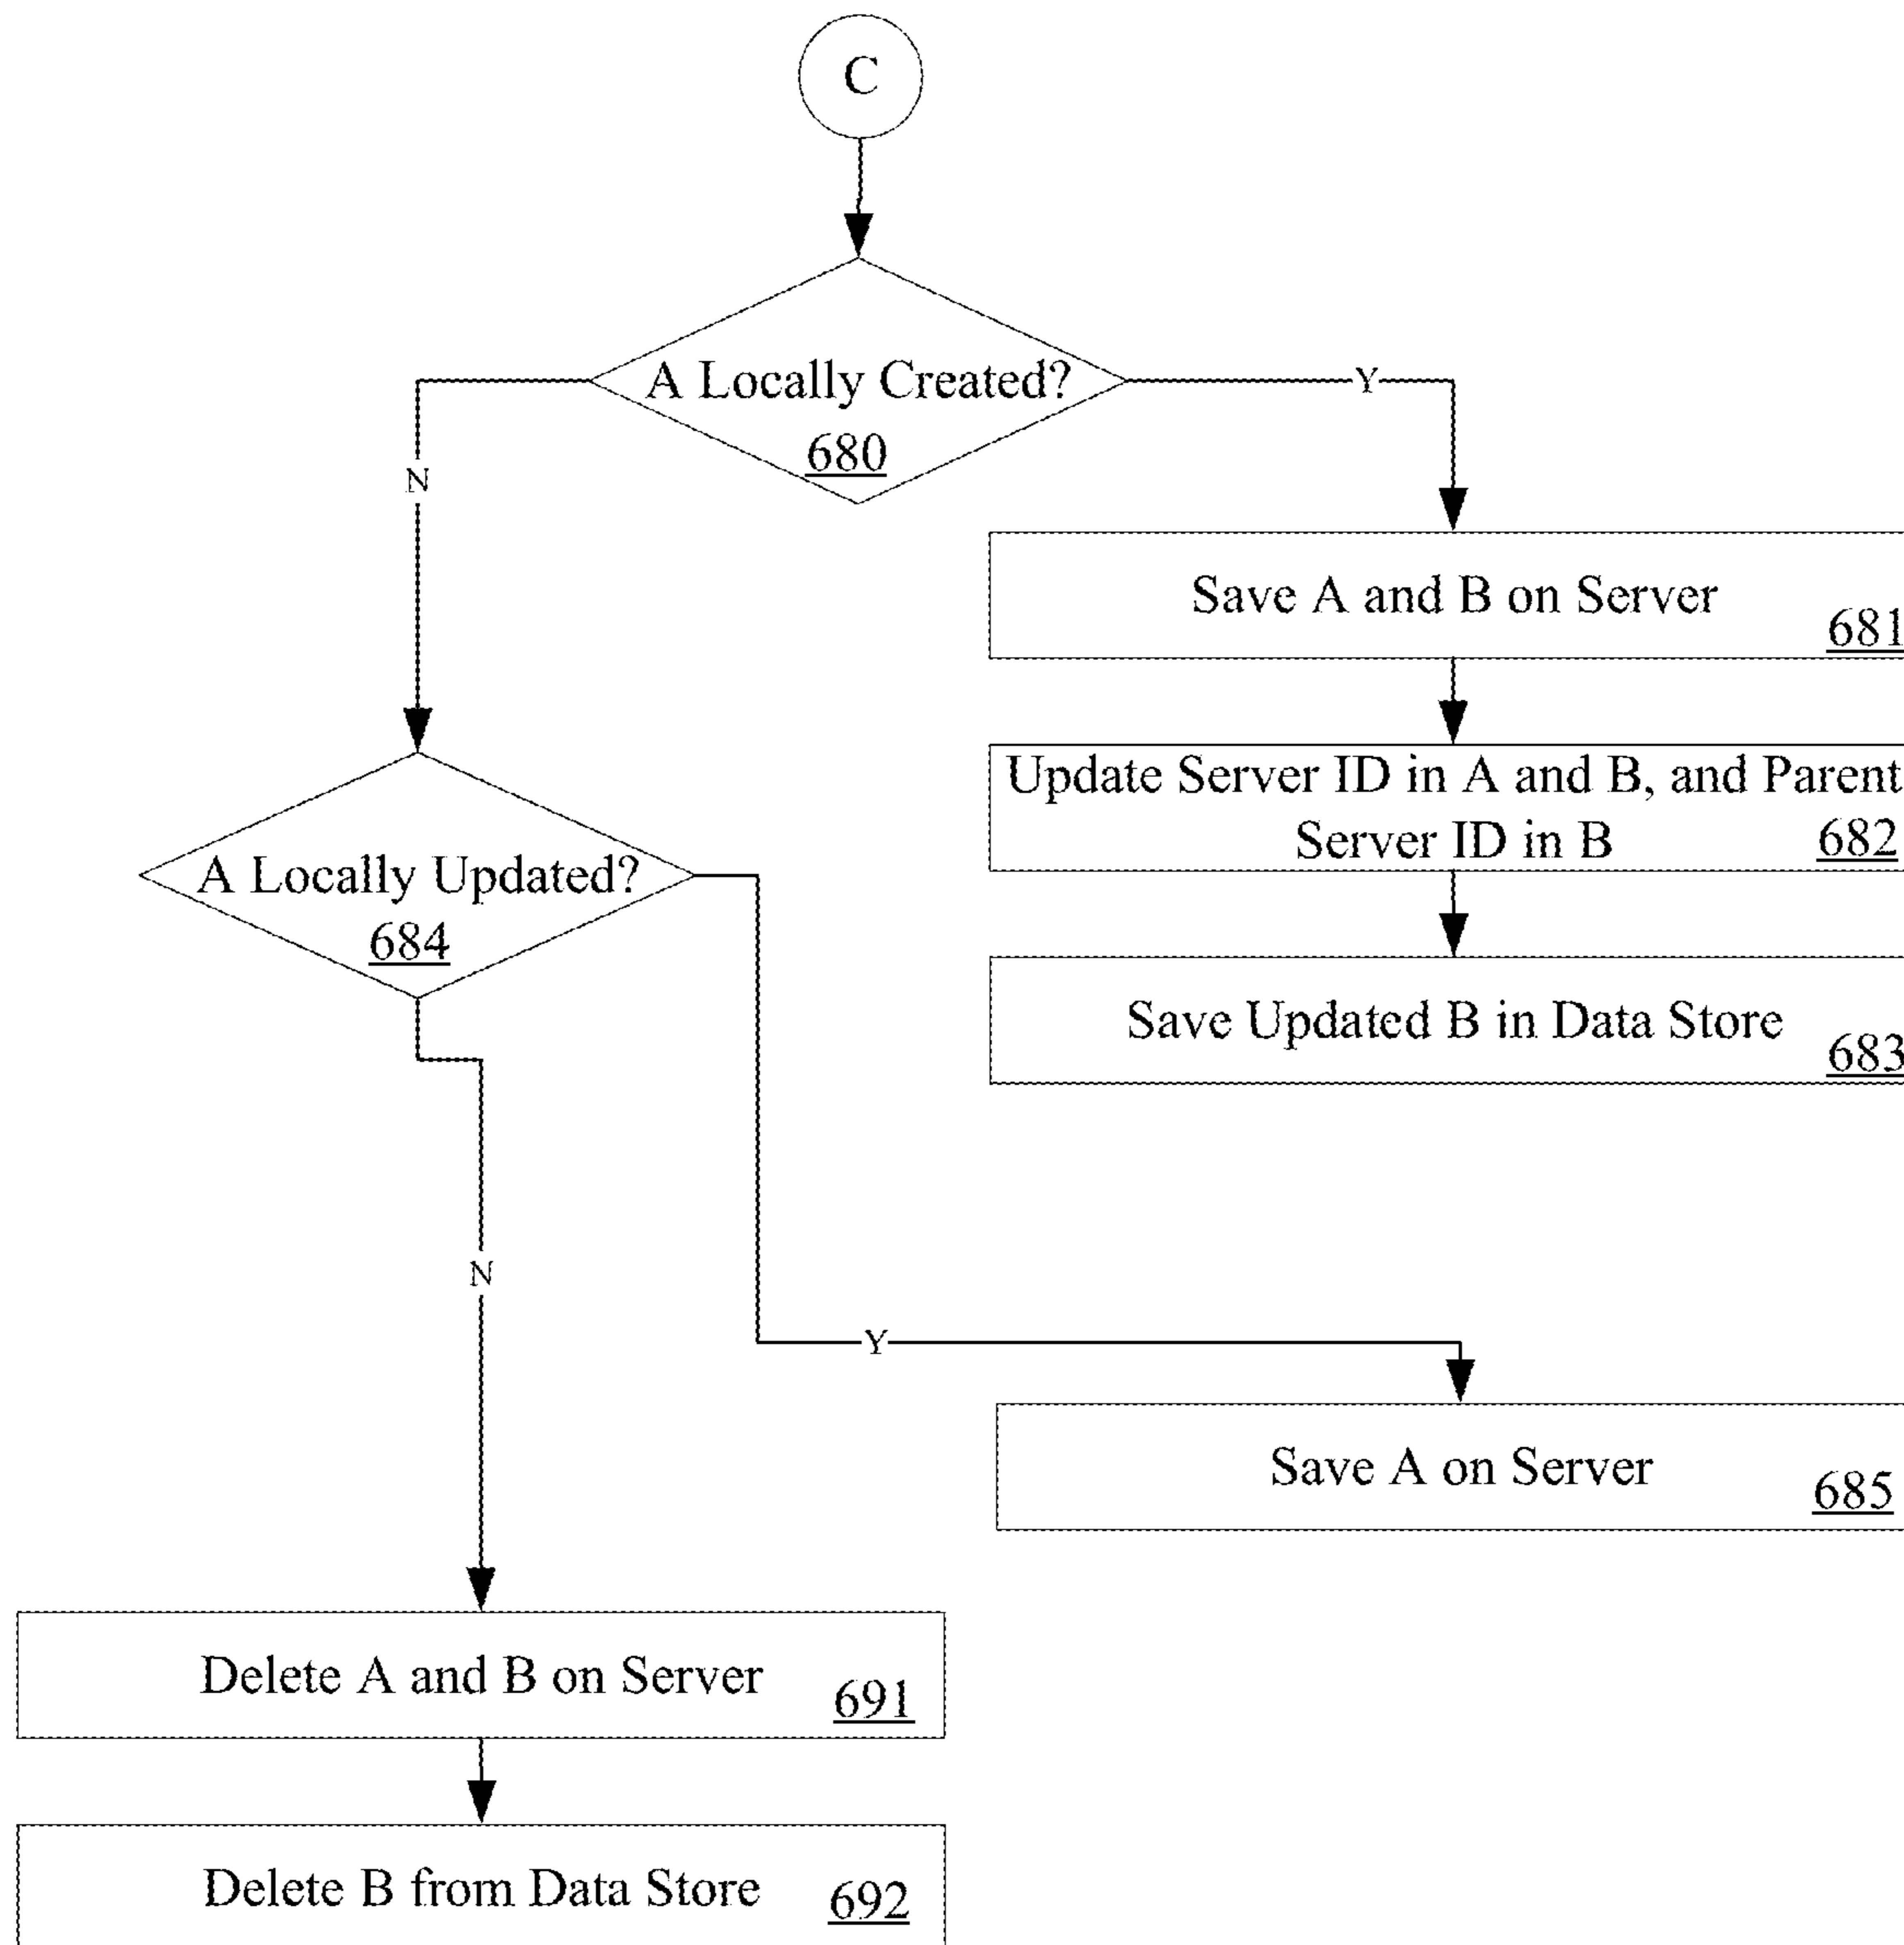 C
A Locally Created?
680
Y
N
Save A and B on Server
681
Update Server ID in A and B, and Parent
Server ID in B
682
A Locally Updated?
684
Save Updated B in Data Store
683
N
Y
Save A on Server
685
Delete A and B on Server
691
Delete B from Data Store
692